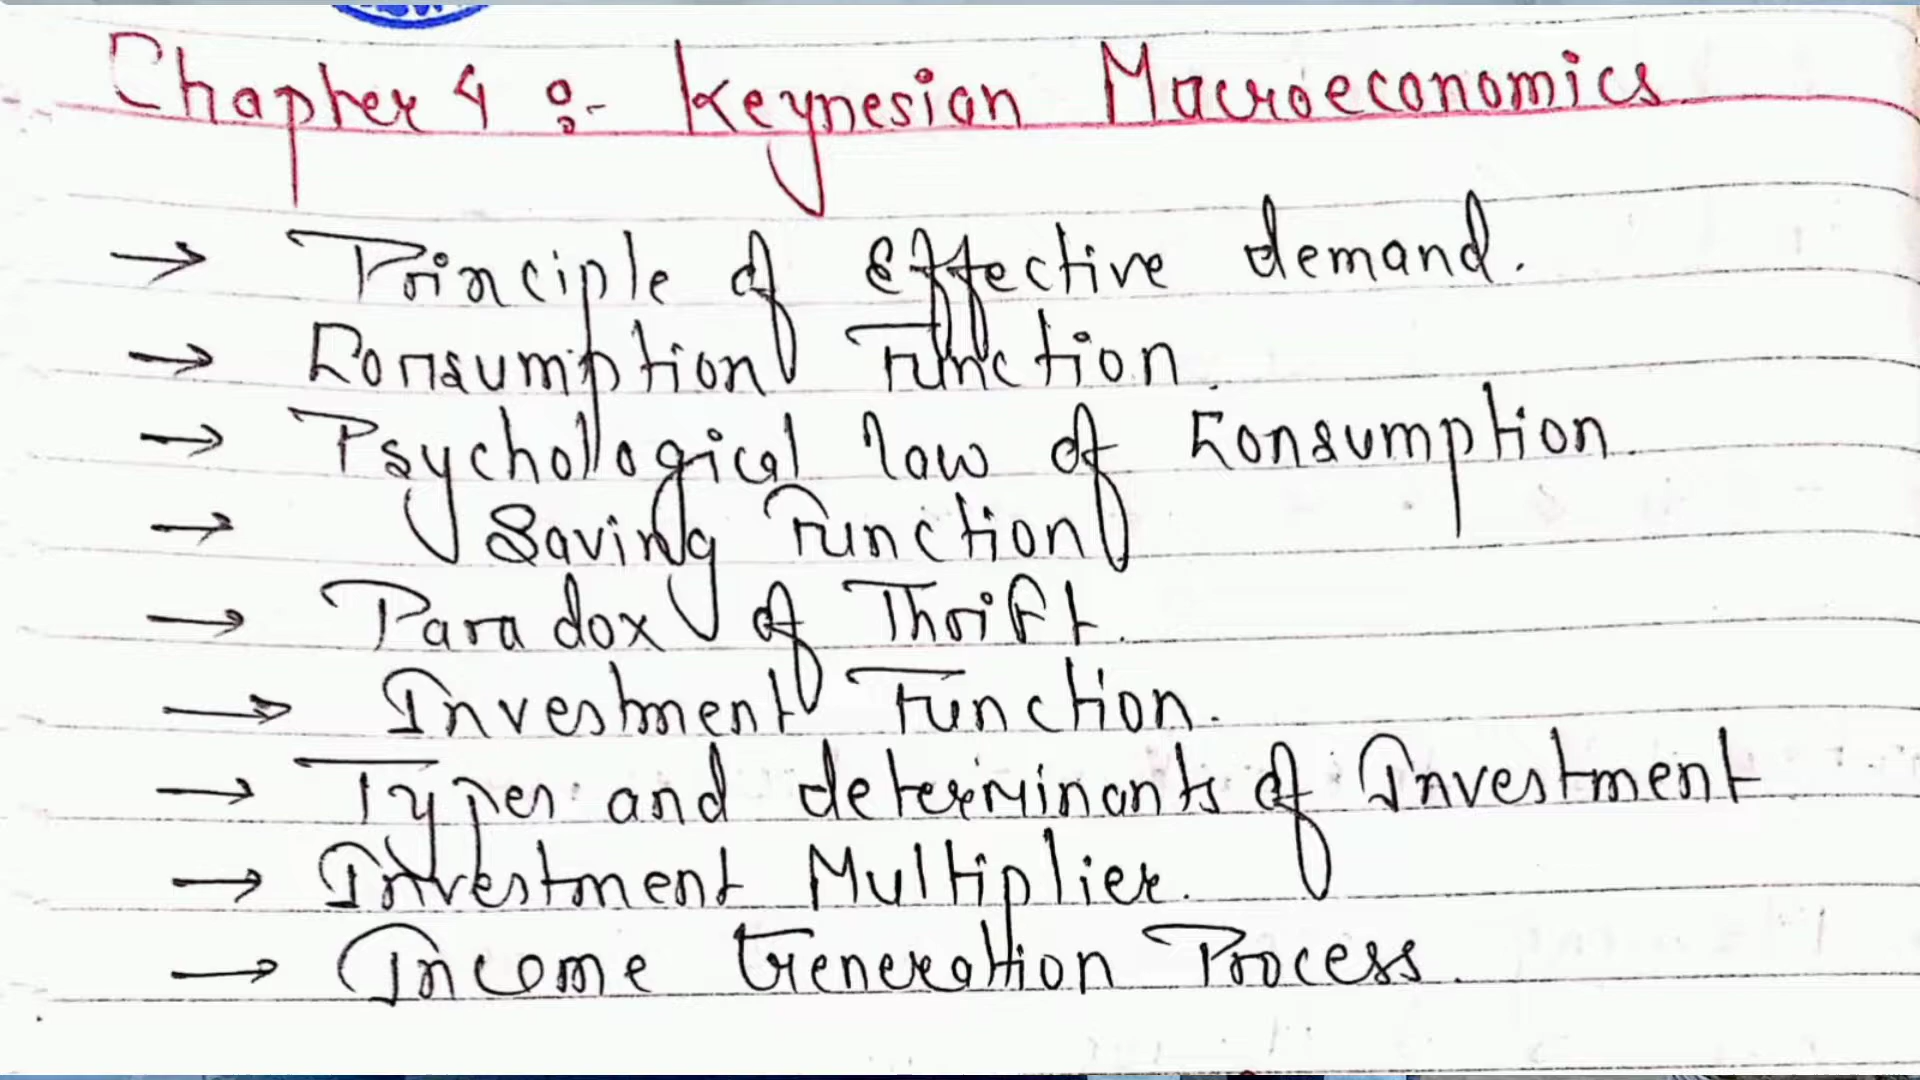 Chapter 4 :- Keynesian Macroeconomics
→ Principle of Effective demand.
→ Consumption Function.
→ Psychological law of Consumption.
→ Saving Function
→ Paradox of Thrift.
→ Investment Function.
→ Types and determinants of Investment
→ Investment Multiplier.
→ Income Generation Process.